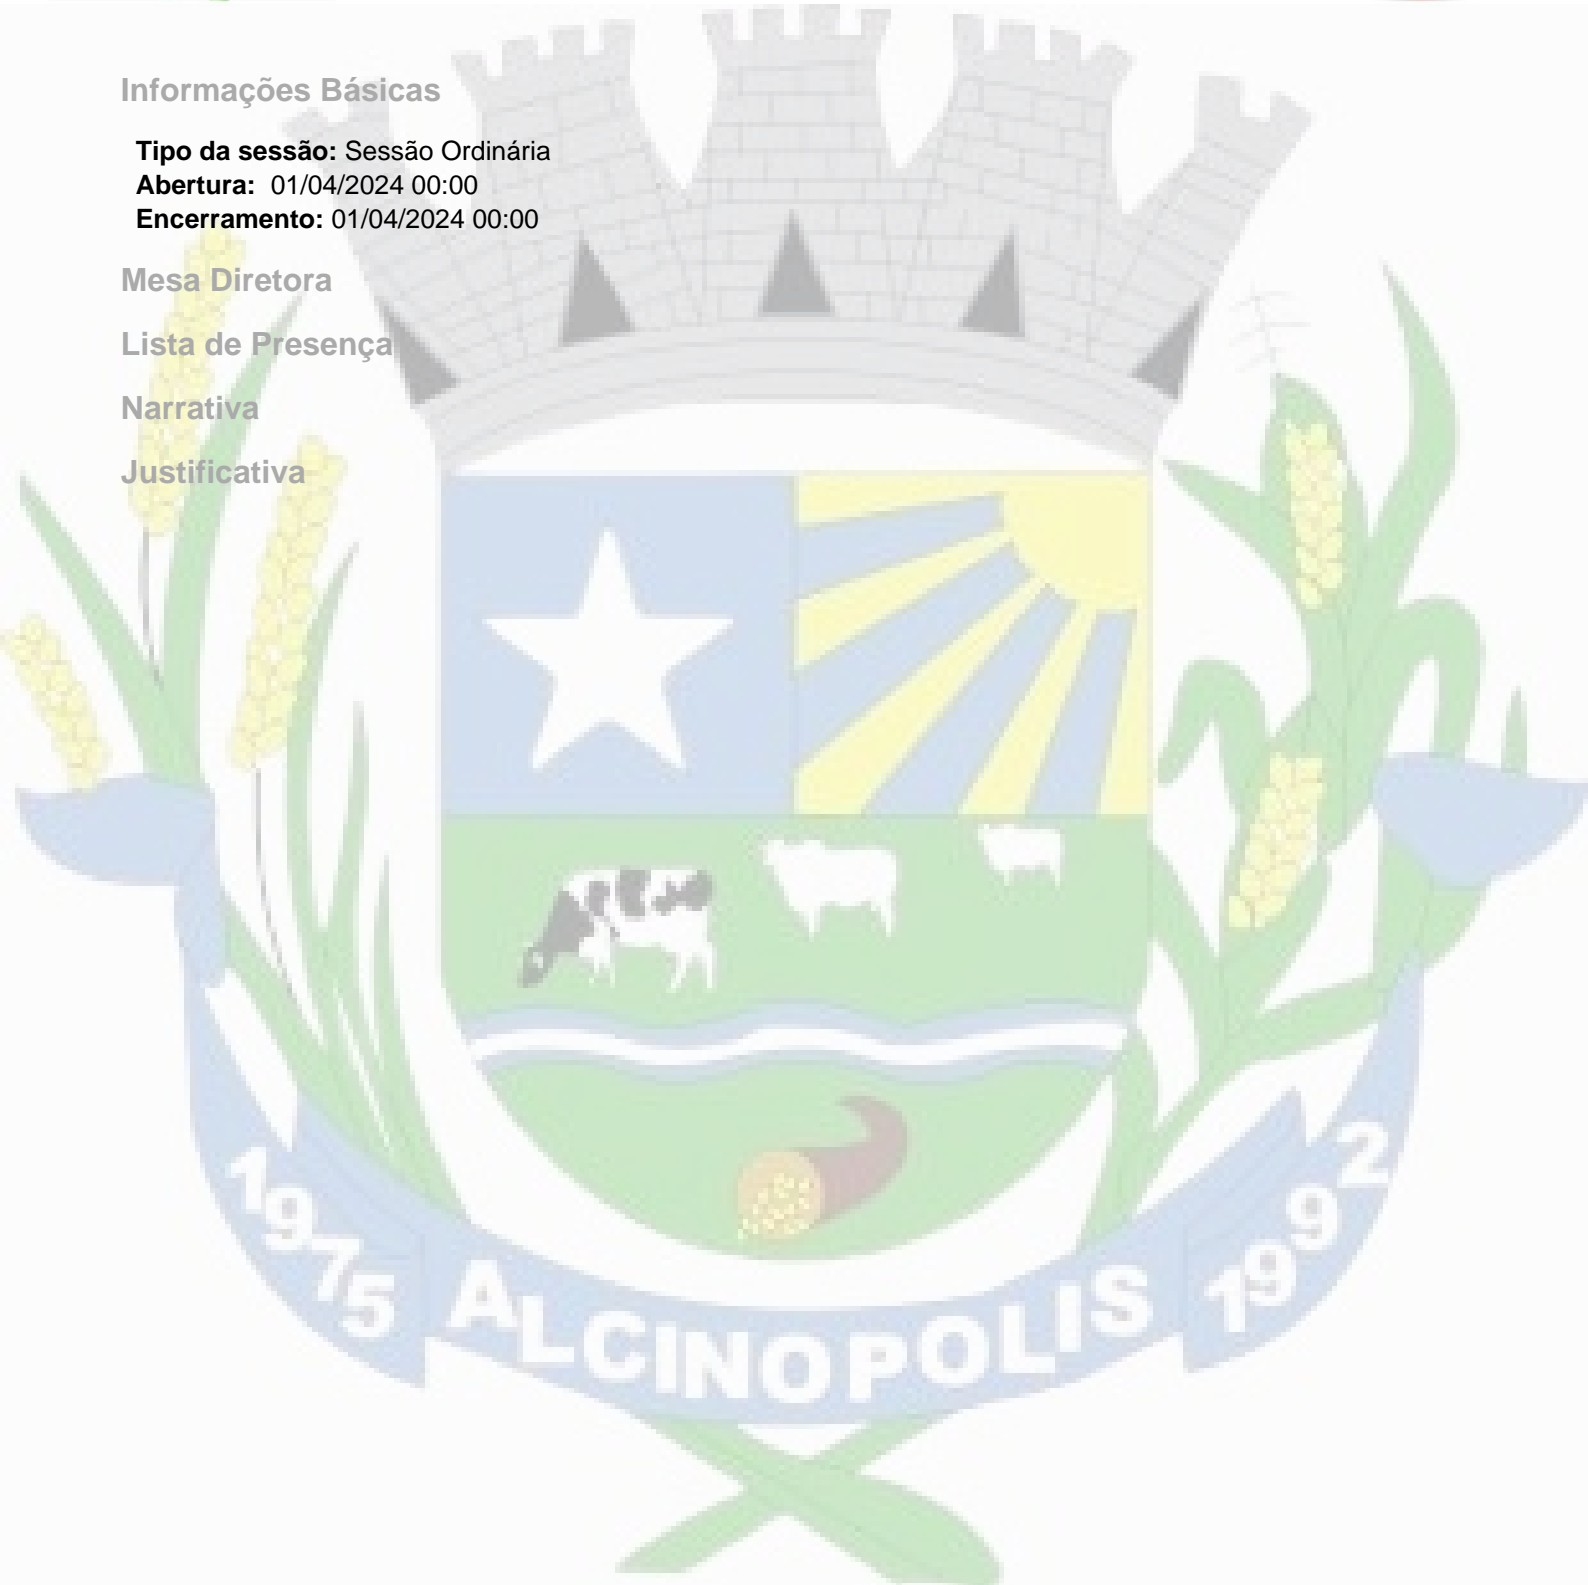 Informações Básicas
Tipo da sessão: Sessão Ordinária
Abertura: 01/04/2024 00:00
Encerramento: 01/04/2024 00:00
Mesa Diretora
Lista de Presença
Narrativa
Justificativa
1975 ALCINOPOLIS 1992